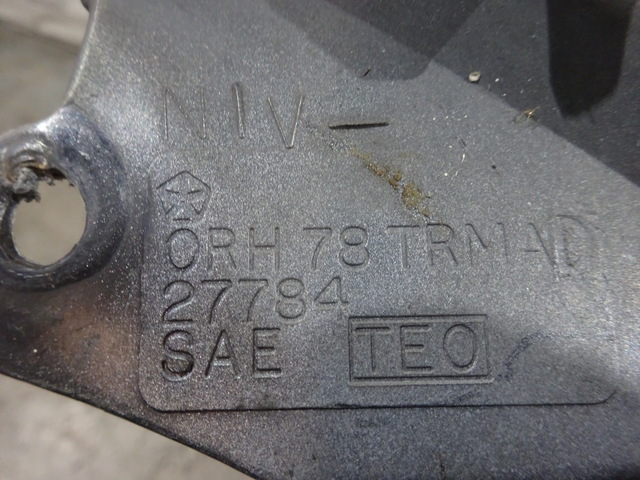 NIV-
ORH 78 TRMAD
27784
SAE TEO